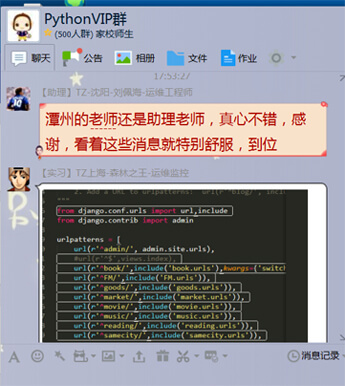 PythonVIP群
(500人群) 家校师生
聊天 公告 相册 文件 作业
17:53:27
【助理】TZ-沈阳-刘佩海-运维工程师
潭州的老师还是助理老师，真心不错，感
谢，看着这些消息就特别舒服，到位
【实习】TZ上海-森林之王-运维监控
2. Add a URL to urlpatterns: url(r'^blog/', include(
"""
from django.conf.urls import url,include
from django.contrib import admin
urlpatterns = [
url(r'^admin/', admin.site.urls),
#url(r'^$',views.index),
url(r'^book/',include('book.urls'),kwargs={'switch
url(r'^FM/',include('FM.urls')),
url(r'^goods/',include('goods.urls')),
url(r'^market/',include('market.urls')),
url(r'^movie/',include('movie.urls')),
url(r'^music/',include('music.urls')),
url(r'^reading/',include('reading.urls')),
url(r'^samecity/',include('samecity.urls')),
消息记录